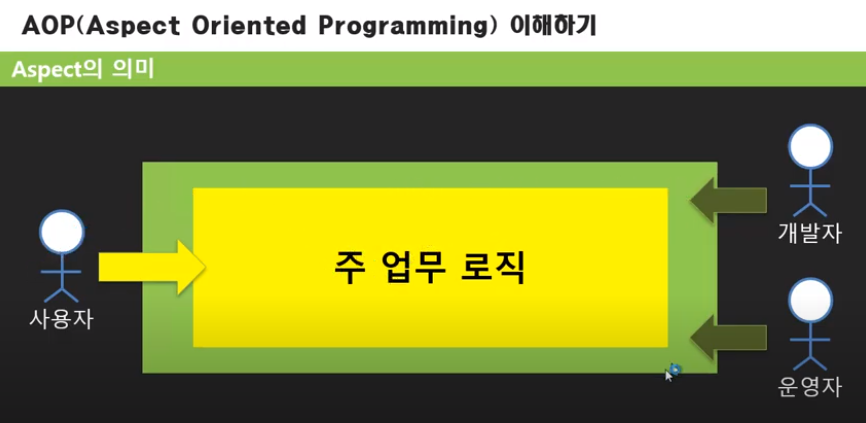 AOP(Aspect Oriented Programming) 이해하기
Aspect의 의미
개발자
주 업무 로직
사용자
운영자